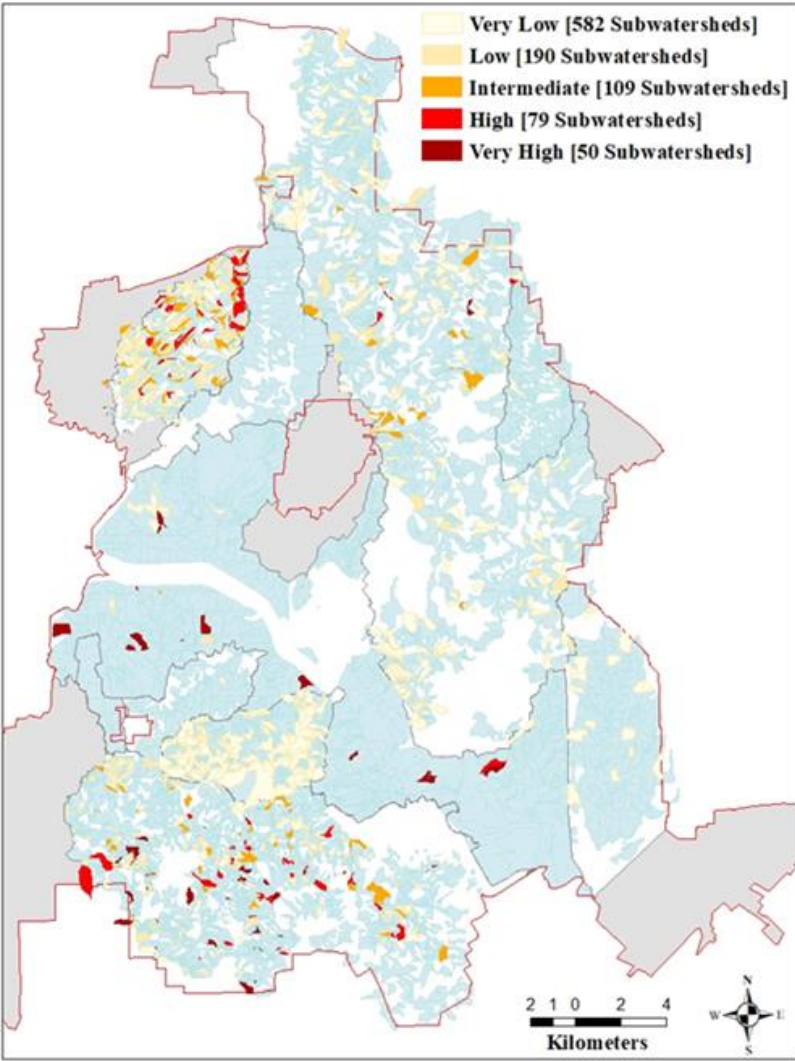 Very Low [582 Subwatersheds]
Low [190 Subwatersheds]
Intermediate [109 Subwatersheds]
High [79 Subwatersheds]
Very High [50 Subwatersheds]
N
W E
S
2 1 0 2 4
Kilometers